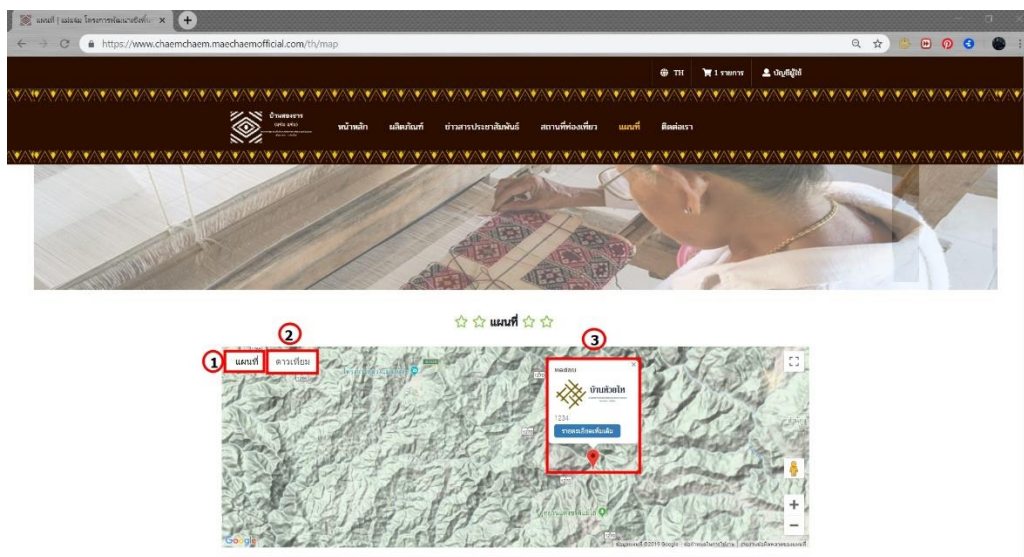 แผนที่ | แม่แจ่ม โครงการพัฒนา
https://www.chaemchaem.maechaemofficial.com/th/map
TH 1 รายการ บัญชีผู้ใช้
หน้าหลัก ผลิตภัณฑ์ ข่าวสารประชาสัมพันธ์ สถานที่ท่องเที่ยว แผนที่ ติดต่อเรา
แผนที่
2
3
1 แผนที่ ดาวเทียม
ทดสอบ
บ้านห้วยไห
1234
รายละเอียดเพิ่มเติม
Google